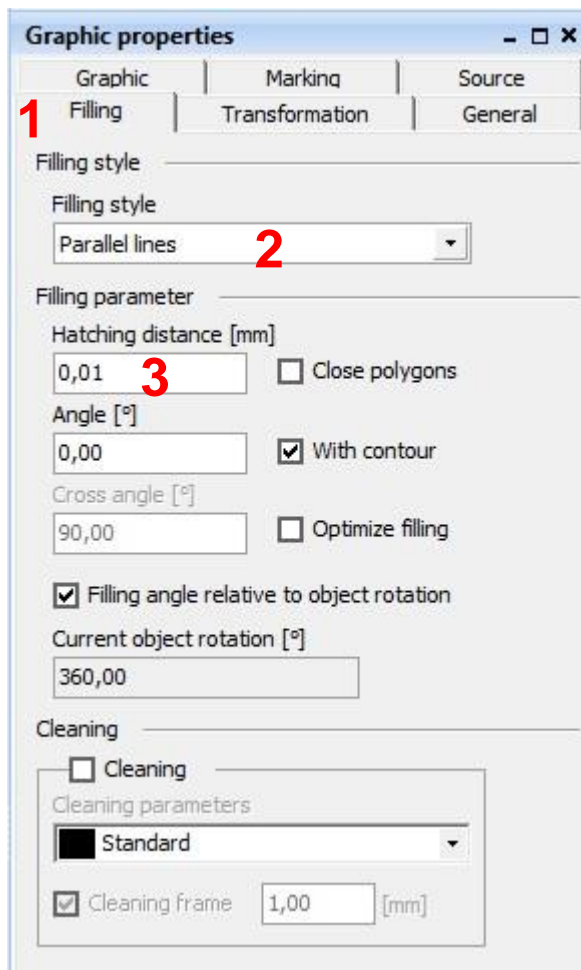 Graphic properties
Graphic Marking Source
1 Filling Transformation General
Filling style
Filling style
Parallel lines 2
Filling parameter
Hatching distance [mm]
0,01 3 Close polygons
Angle [°]
0,00 With contour
Cross angle [°]
90,00 Optimize filling
Filling angle relative to object rotation
Current object rotation [°]
360,00
Cleaning
Cleaning
Cleaning parameters
Standard
Cleaning frame 1,00 [mm]